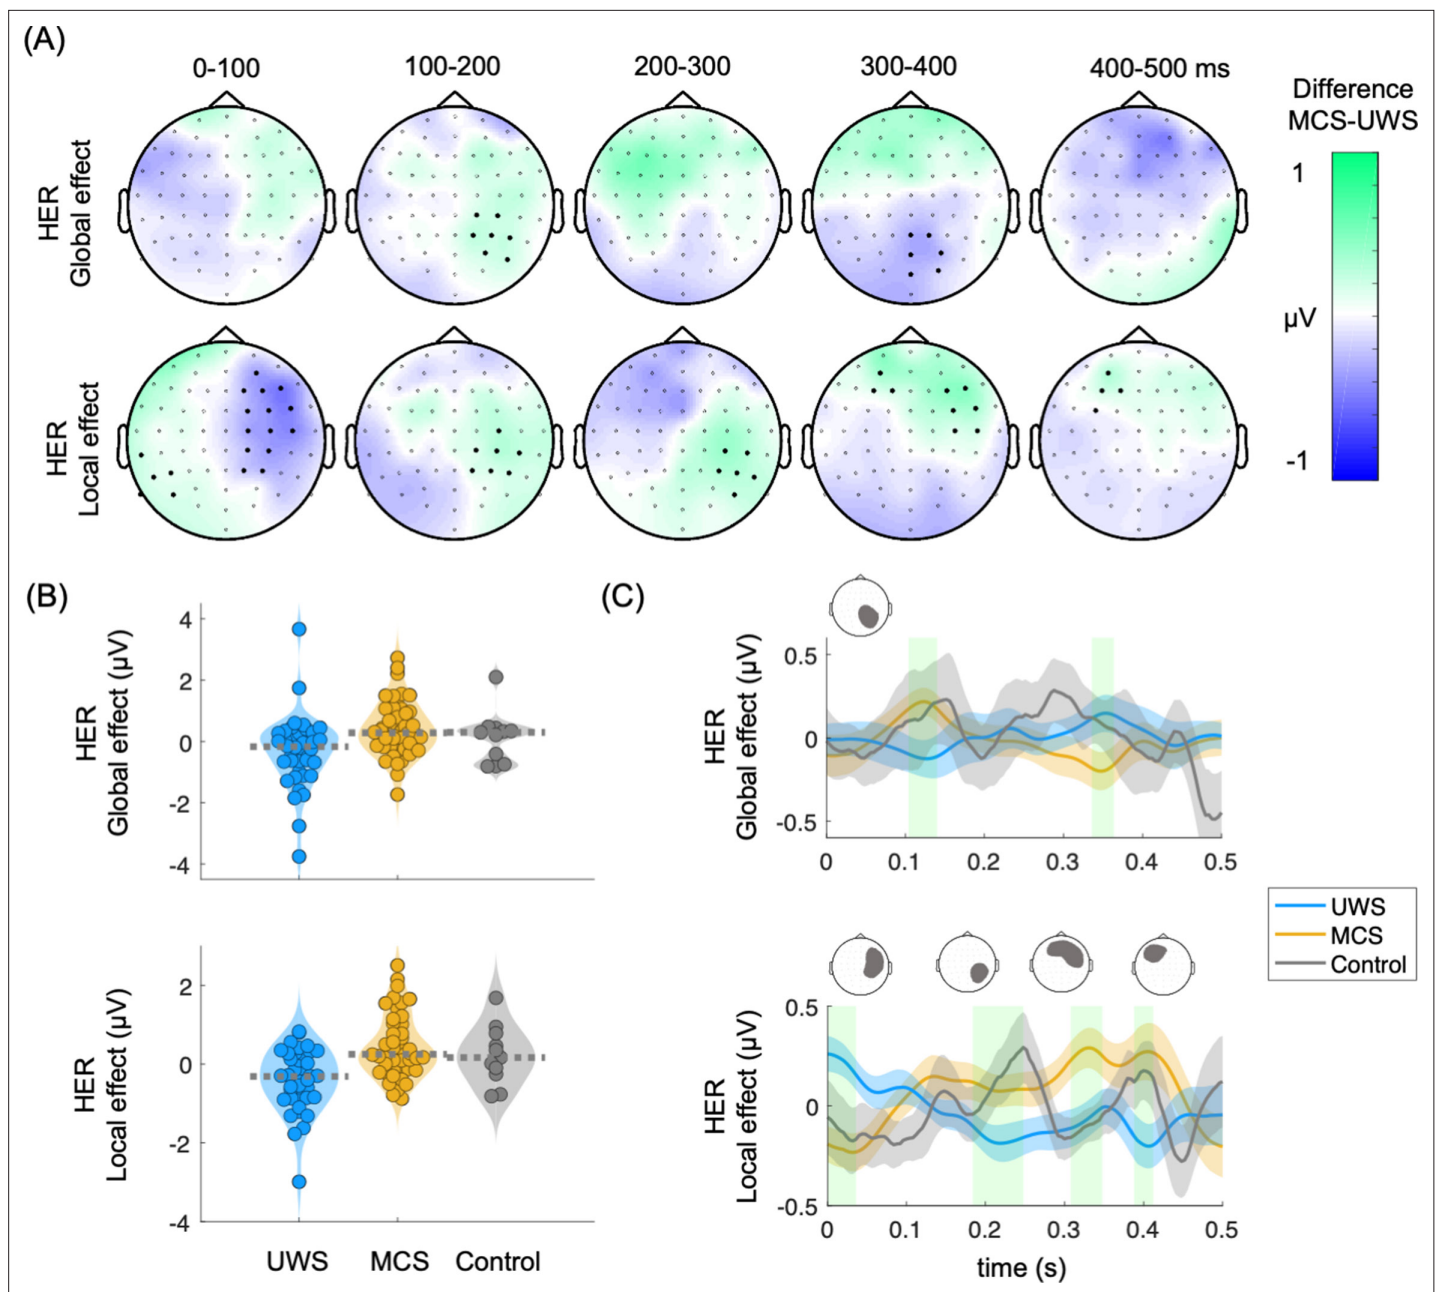 (A)
0-100
100-200
200-300
300-400
400-500 ms
Difference
MCS-UWS
HER
Global effect
1
µV
-1
HER
Local effect
(B)
HER
Global effect (µV)
4
2
0
-2
-4
HER
Local effect (µV)
2
0
-2
-4
UWS
MCS
Control
(C)
HER
Global effect (µV)
0.5
0
-0.5
0
0.1
0.2
0.3
0.4
0.5
UWS
MCS
Control
HER
Local effect (µV)
0.5
0
-0.5
0
0.1
0.2
0.3
0.4
0.5
time (s)